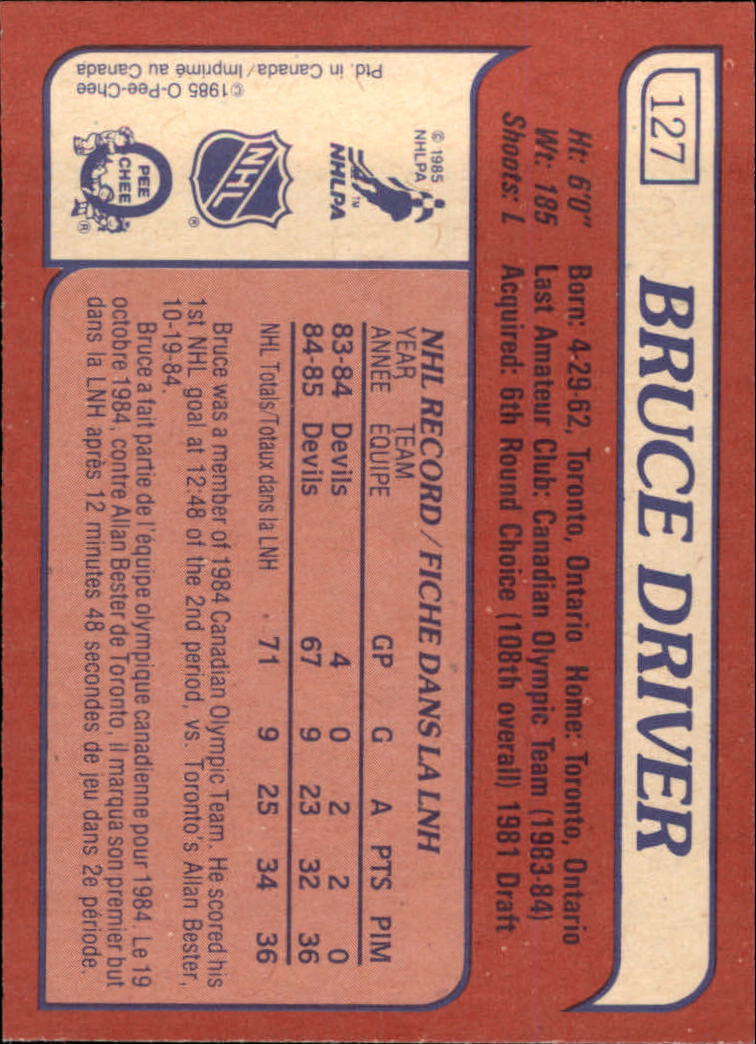 127
BRUCE DRIVER
Ht: 6'0" Born: 4-29-62, Toronto, Ontario Home: Toronto, Ontario
Wt: 185 Last Amateur Club: Canadian Olympic Team (1983-84)
Shoots: L Acquired: 6th Round Choice (108th overall) 1981 Draft
© 1985
NHLPA
NHLPA
TM
NHL
®
PEE
CHEE
®
©1985 O-Pee-Chee
Ptd. in Canada/Imprimé au Canada
NHL RECORD/FICHE DANS LA LNH
YEAR TEAM
ANNÉE ÉQUIPE GP G A PTS PIM
83-84 Devils 4 0 2 2 0
84-85 Devils 67 9 23 32 36
NHL Totals/Totaux dans la LNH 71 9 25 34 36
Bruce was a member of 1984 Canadian Olympic Team. He scored his
1st NHL goal at 12:48 of the 2nd period, vs. Toronto's Allan Bester,
10-19-84.
Bruce a fait partie de l'équipe olympique canadienne pour 1984. Le 19
octobre 1984, contre Allan Bester de Toronto, il marqua son premier but
dans la LNH après 12 minutes 48 secondes de jeu dans 2e période.